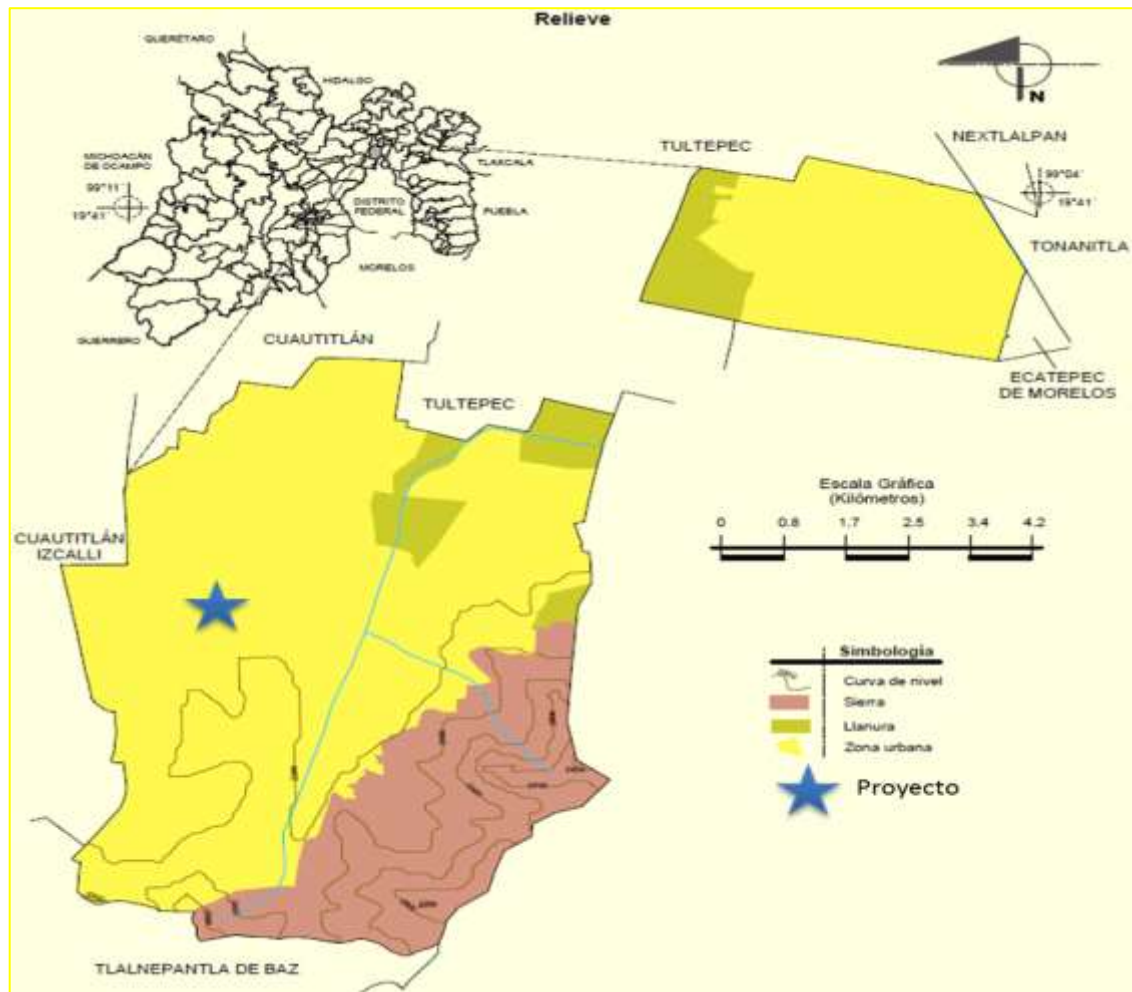 Relieve
QUERÉTARO
HIDALGO
MICHOACÁN
DE OCAMPO
99°11´
19°41´
TLAXCALA
DISTRITO
FEDERAL
PUEBLA
MORELOS
GUERRERO
N
NEXTLALPAN
TULTEPEC
99°04´
19°41´
TONANITLA
ECATEPEC
DE MORELOS
CUAUTITLÁN
TULTEPEC
CUAUTITLÁN
IZCALLI
TLALNEPANTLA DE BAZ
Escala Gráfica
(Kilómetros)
0 0.8 1.7 2.5 3.4 4.2
Simbología
Curva de nivel
Sierra
Llanura
Zona urbana
Proyecto